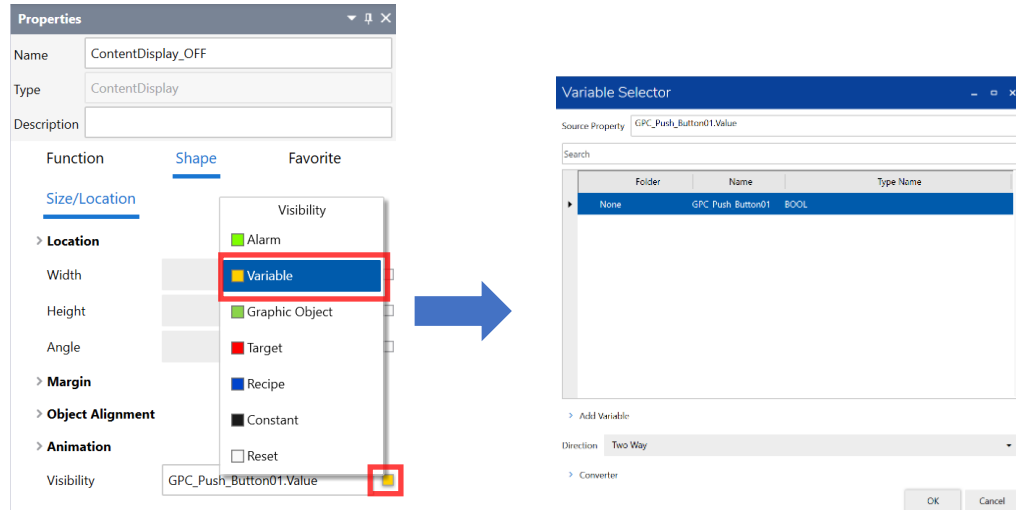 Properties
Name ContentDisplay_OFF
Type ContentDisplay
Description
Function Shape Favorite
Size/Location
Visibility
Location
Alarm
Width
Variable
Height
Graphic Object
Angle
Target
Margin
Recipe
Object Alignment
Constant
Animation
Reset
Visibility GPC_Push_Button01.Value
Variable Selector
Source Property GPC_Push_Button01.Value
Search
Folder Name Type Name
None GPC Push Button01 BOOL
Add Variable
Direction Two Way
Converter
OK Cancel